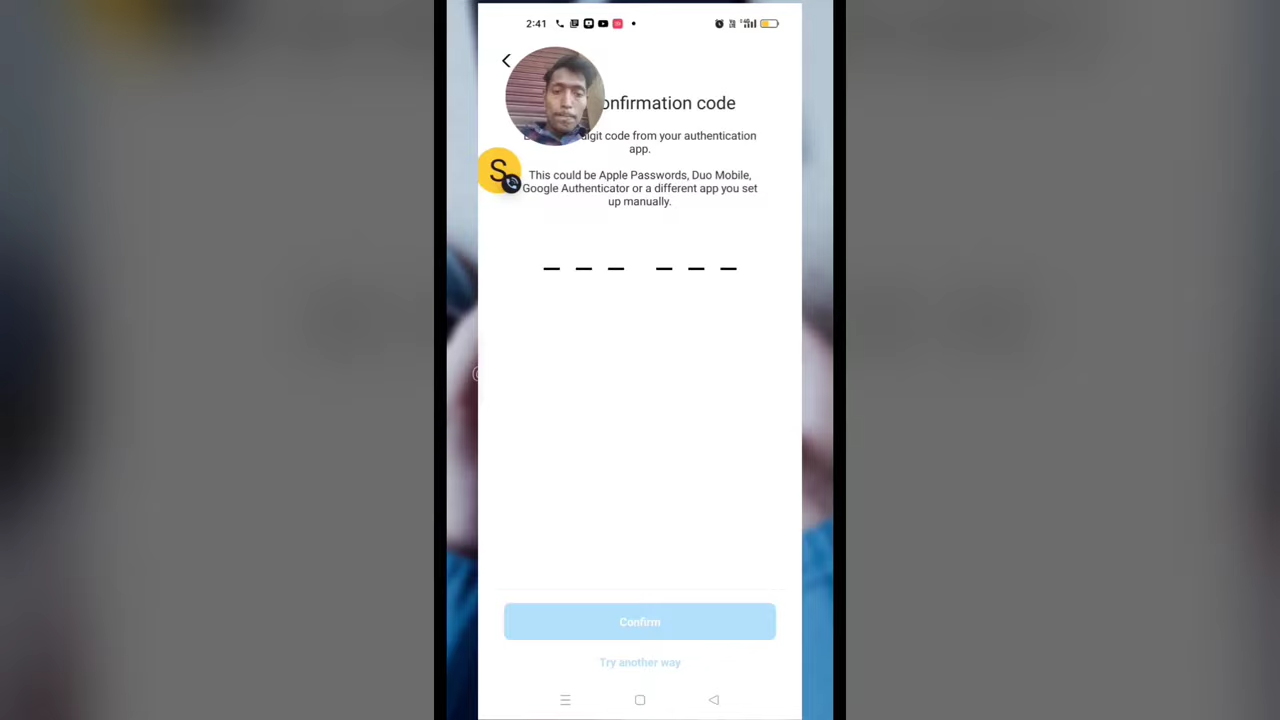 2:41
onfirmation code
digit code from your authentication
app.
S
This could be Apple Passwords, Duo Mobile,
Google Authenticator or a different app you set
up manually.
Confirm
Try another way